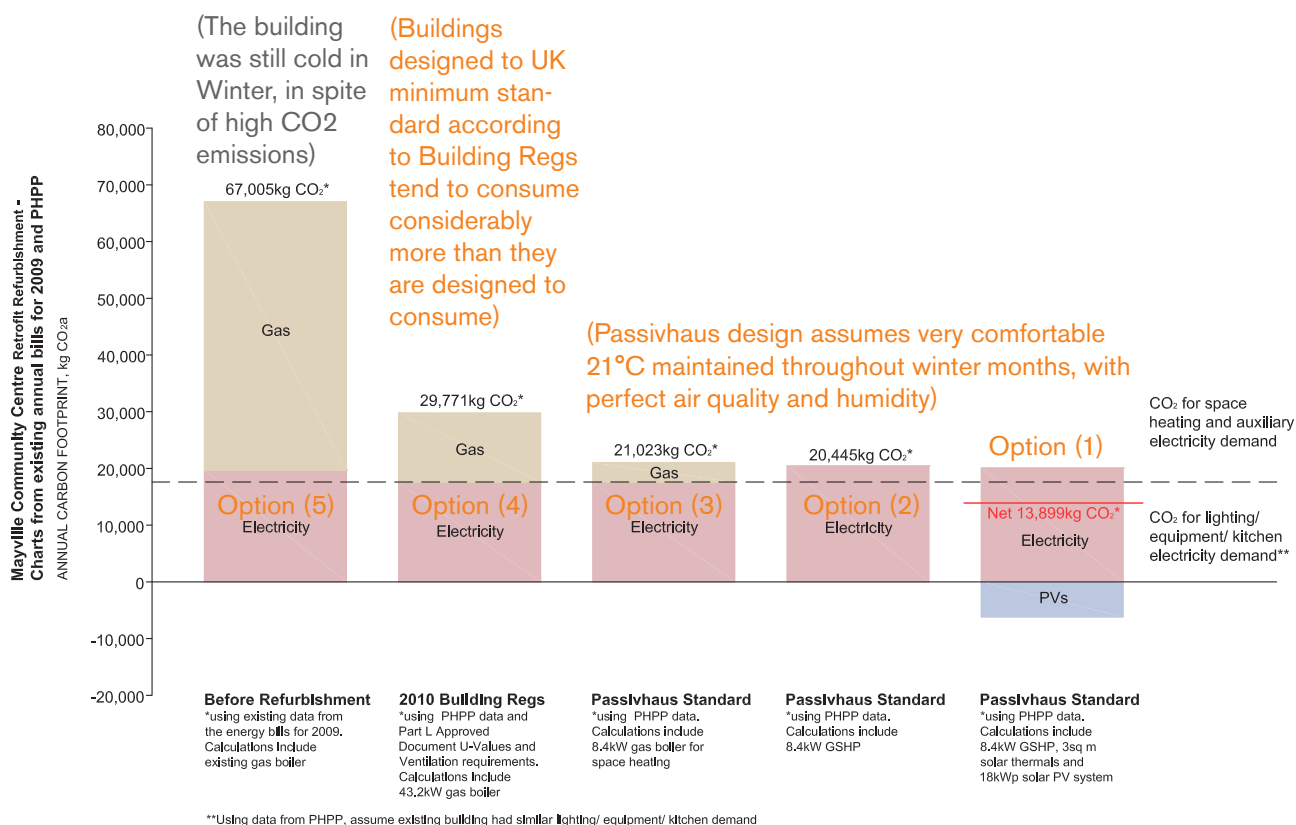 (The building
was still cold in
Winter, in spite
of high CO2
emissions)
(Buildings
designed to UK
minimum stan-
dard according
to Building Regs
tend to consume
considerably
more than they
are designed to
consume)
(Passivhaus design assumes very comfortable
21°C maintained throughout winter months, with
perfect air quality and humidity)
Mayville Community Centre Retrofit Refurbishment -
Charts from existing annual bills for 2009 and PHPP
ANNUAL CARBON FOOTPRINT, kg CO₂a
80,000
70,000
60,000
50,000
40,000
30,000
20,000
10,000
0
-10,000
-20,000
67,005kg CO₂*
Gas
Option (5)
Electricity
29,771kg CO₂*
Gas
Option (4)
Electricity
21,023kg CO₂*
Gas
Option (3)
Electricity
20,445kg CO₂*
Option (2)
Electricity
Option (1)
Net 13,899kg CO₂*
Electricity
PVs
CO₂ for space
heating and auxiliary
electricity demand
CO₂ for lighting/
equipment/ kitchen
electricity demand**
Before Refurbishment
*using existing data from
the energy bills for 2009.
Calculations Include
existing gas boiler
2010 Building Regs
*using PHPP data and
Part L Approved
Document U-Values and
Ventilation requirements.
Calculations Include
43.2kW gas boiler
Passivhaus Standard
*using PHPP data.
Calculations include
8.4kW gas boiler for
space heating
Passivhaus Standard
*using PHPP data.
Calculations include
8.4kW GSHP
Passivhaus Standard
*using PHPP data.
Calculations include
8.4kW GSHP, 3sq m
solar thermals and
18kWp solar PV system
**Using data from PHPP, assume existing building had similar lighting/ equipment/ kitchen demand